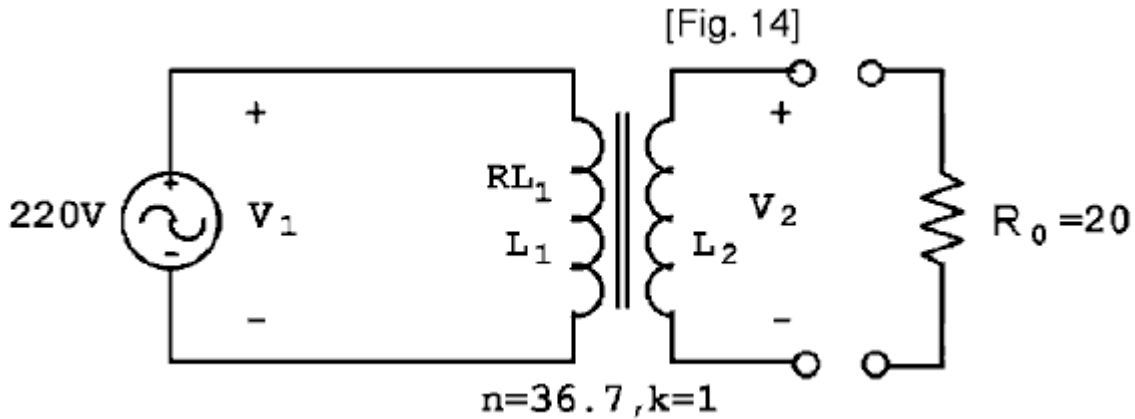 [Fig. 14]
+
+
220V
+
-
V₁
RL₁
L₁
L₂
V₂
R₀=20
-
-
n=36.7,k=1